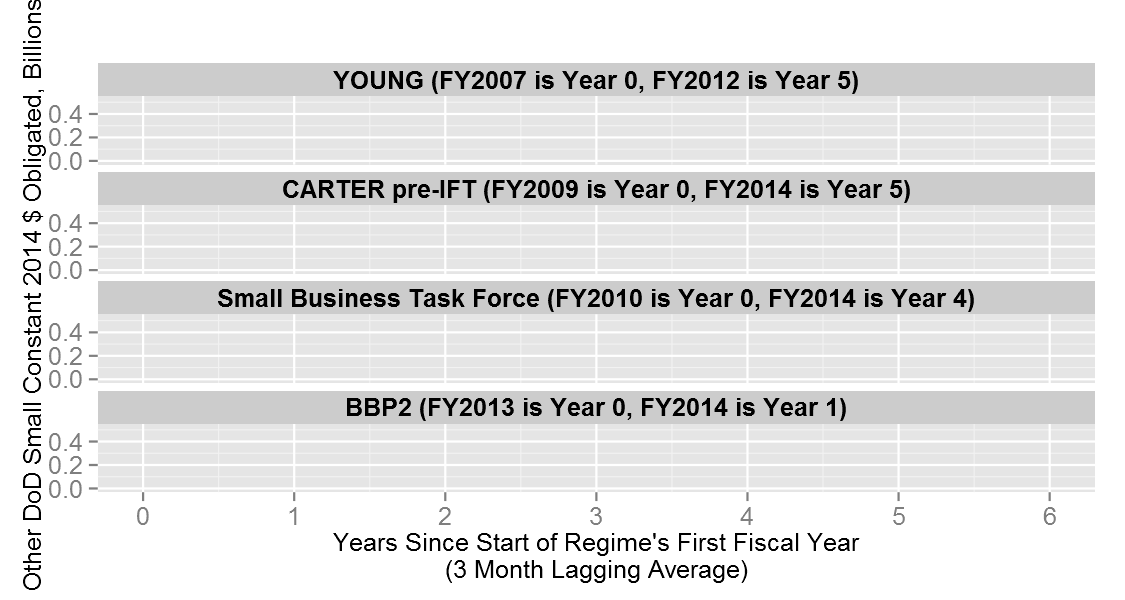 Other DoD Small Constant 2014 $ Obligated, Billions
YOUNG (FY2007 is Year 0, FY2012 is Year 5)
0.4
0.2
0.0
CARTER pre-IFT (FY2009 is Year 0, FY2014 is Year 5)
0.4
0.2
0.0
Small Business Task Force (FY2010 is Year 0, FY2014 is Year 4)
0.4
0.2
0.0
BBP2 (FY2013 is Year 0, FY2014 is Year 1)
0.4
0.2
0.0
0 1 2 3 4 5 6
Years Since Start of Regime's First Fiscal Year
(3 Month Lagging Average)